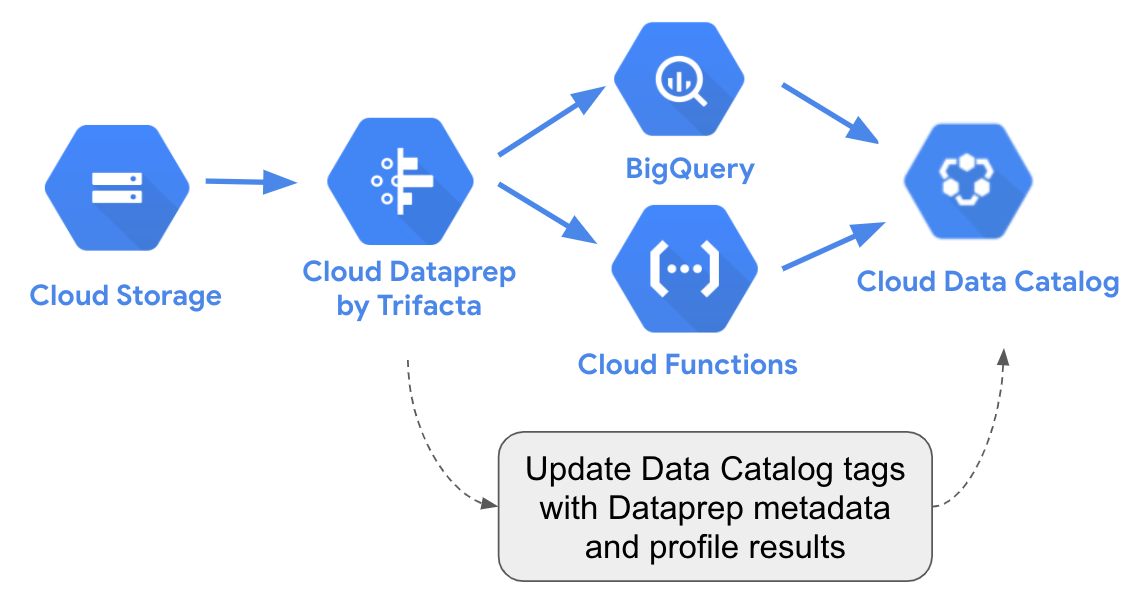 Cloud Storage
Cloud Dataprep
by Trifacta
BigQuery
Cloud Functions
Cloud Data Catalog
Update Data Catalog tags
with Dataprep metadata
and profile results